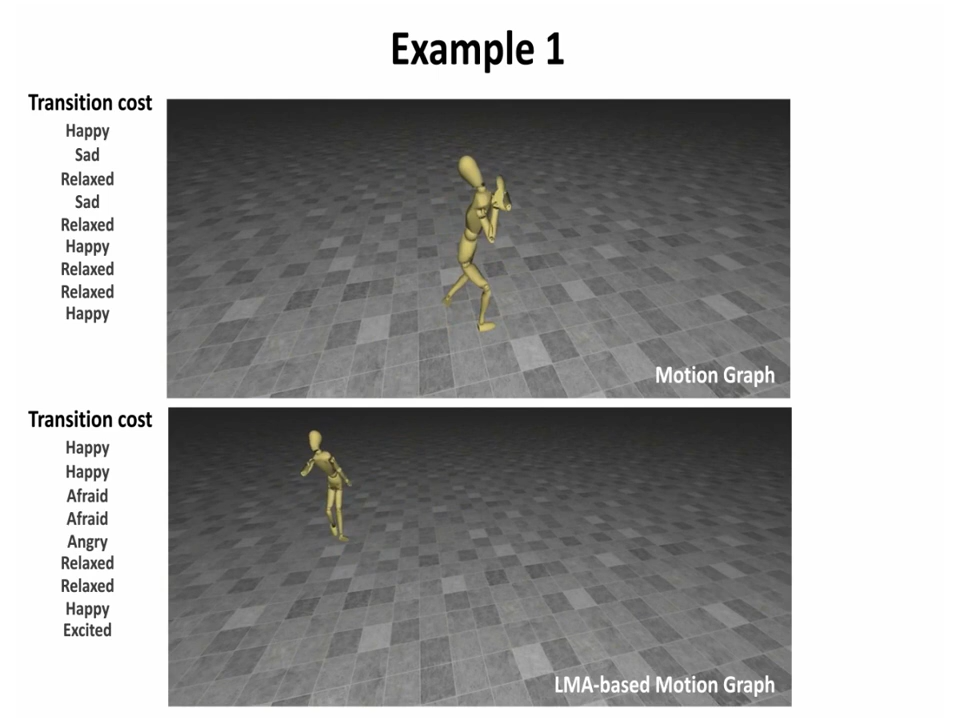 Example 1
Transition cost
Happy
Sad
Relaxed
Sad
Relaxed
Happy
Relaxed
Relaxed
Happy
Motion Graph
Transition cost
Happy
Happy
Afraid
Afraid
Angry
Relaxed
Relaxed
Happy
Excited
LMA-based Motion Graph